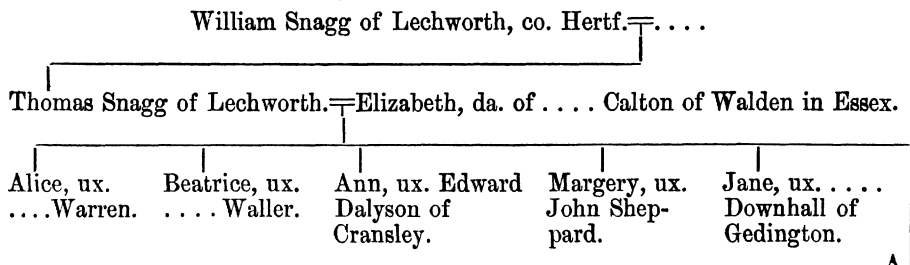 William Snagg of Lechworth, co. Hertf.=. . . .
Thomas Snagg of Lechworth.=Elizabeth, da. of . . . . Calton of Walden in Essex.
Alice, ux. Beatrice, ux. Ann, ux. Edward Margery, ux. Jane, ux. . . . .
. . . . Warren. . . . . Waller. Dalyson of John Shep- Downhall of
Cransley. pard. Gedington.
A